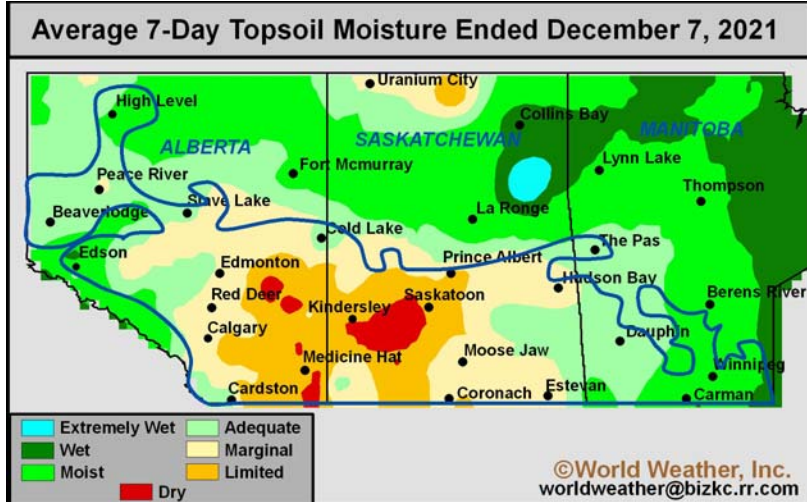 Average 7-Day Topsoil Moisture Ended December 7, 2021
Uranium City
High Level
Collins Bay
ALBERTA
SASKATCHEWAN
MANITOBA
Fort Mcmurray
Lynn Lake
Peace River
Thompson
Beaverlodge
Slave Lake
La Ronge
Cold Lake
The Pas
Edson
Edmonton
Prince Albert
Hudson Bay
Red Deer
Kindersley
Saskatoon
Berens River
Calgary
Dauphin
Medicine Hat
Moose Jaw
Winnipeg
Cardston
Coronach
Estevan
Carman
Extremely Wet
Adequate
Wet
Marginal
Moist
Limited
Dry
©World Weather, Inc.
worldweather@bizkc.rr.com